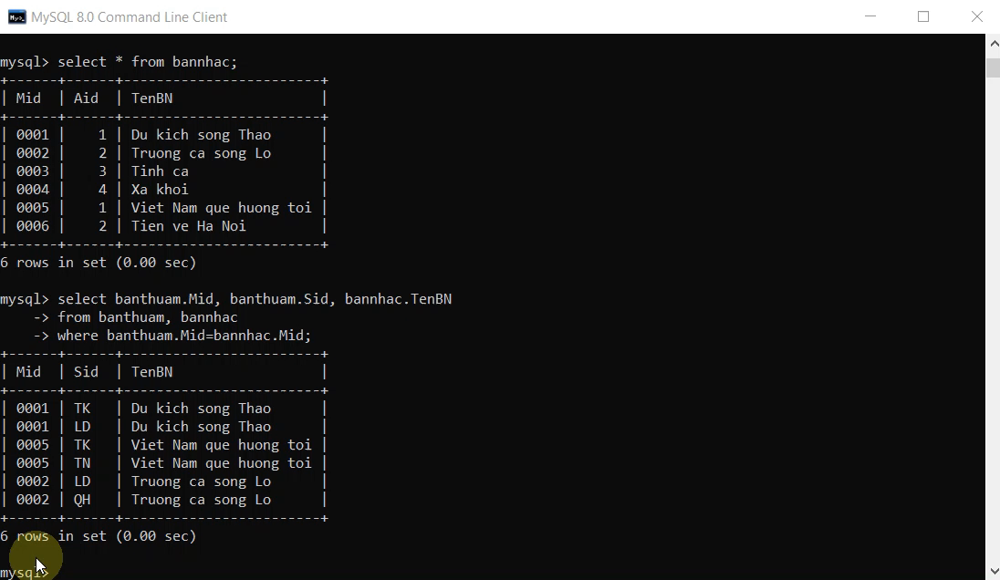 MySQL 8.0 Command Line Client
mysql> select * from bannhac;
+------+------+-------------------------+
| Mid  | Aid  | TenBN                   |
+------+------+-------------------------+
| 0001 |    1 | Du kich song Thao       |
| 0002 |    2 | Truong ca song Lo       |
| 0003 |    3 | Tinh ca                 |
| 0004 |    4 | Xa khoi                 |
| 0005 |    1 | Viet Nam que huong toi |
| 0006 |    2 | Tien ve Ha Noi          |
+------+------+-------------------------+
6 rows in set (0.00 sec)
mysql> select banthuam.Mid, banthuam.Sid, bannhac.TenBN
    -> from banthuam, bannhac
    -> where banthuam.Mid=bannhac.Mid;
+------+------+-------------------------+
| Mid  | Sid  | TenBN                   |
+------+------+-------------------------+
| 0001 | TK   | Du kich song Thao       |
| 0001 | LD   | Du kich song Thao       |
| 0005 | TK   | Viet Nam que huong toi |
| 0005 | TN   | Viet Nam que huong toi |
| 0002 | LD   | Truong ca song Lo       |
| 0002 | QH   | Truong ca song Lo       |
+------+------+-------------------------+
6 rows in set (0.00 sec)
mysql>